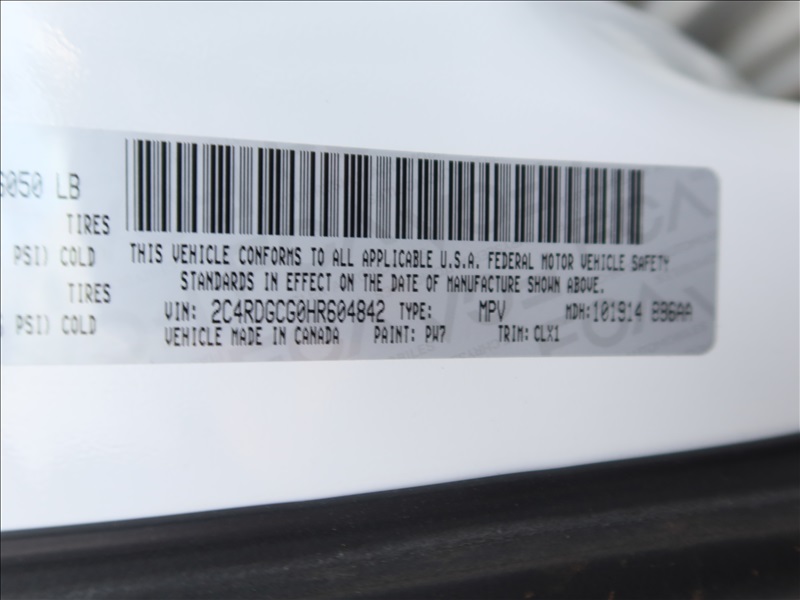 6050 LB
TIRES
PSI) COLD
TIRES
PSI) COLD
THIS VEHICLE CONFORMS TO ALL APPLICABLE U.S.A. FEDERAL MOTOR VEHICLE SAFETY
STANDARDS IN EFFECT ON THE DATE OF MANUFACTURE SHOWN ABOVE.
VIN: 2C4RDGCG0HR604842 TYPE: MPV MDH:101914 896AA
VEHICLE MADE IN CANADA PAINT: PW7 TRIM: CLX1